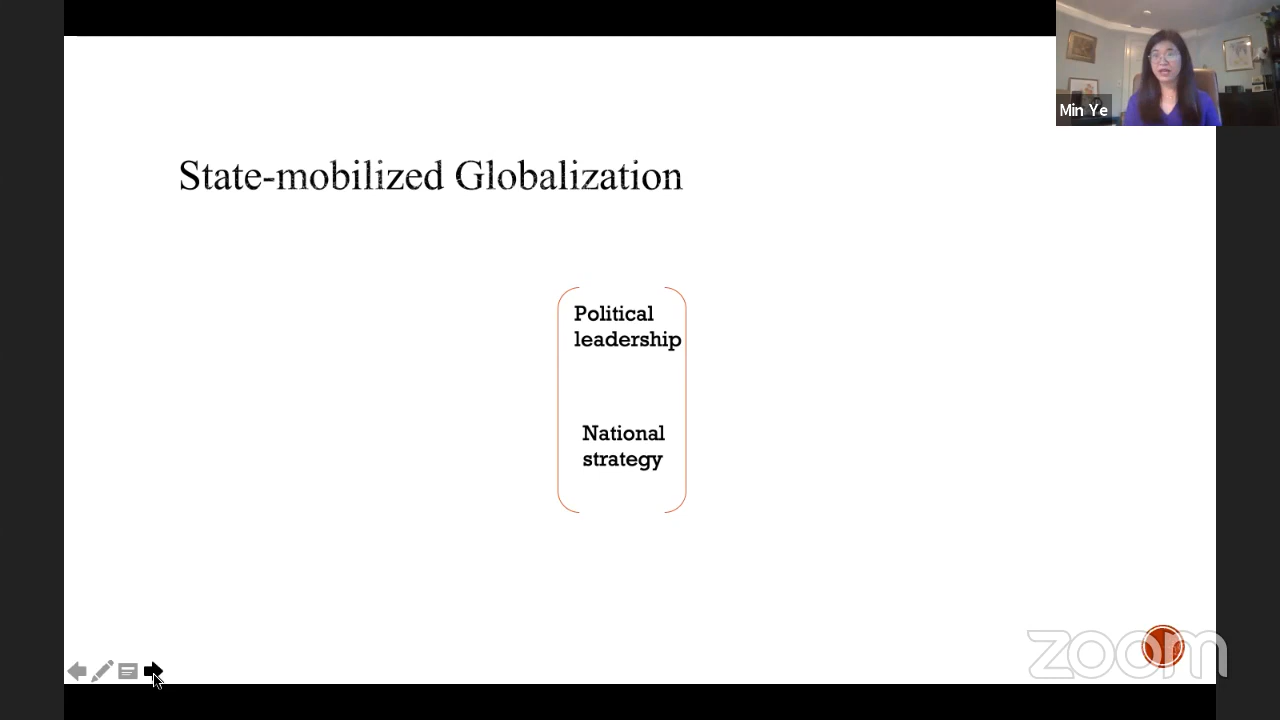 Min Ye
State-mobilized Globalization
Political
leadership
National
strategy
zoom